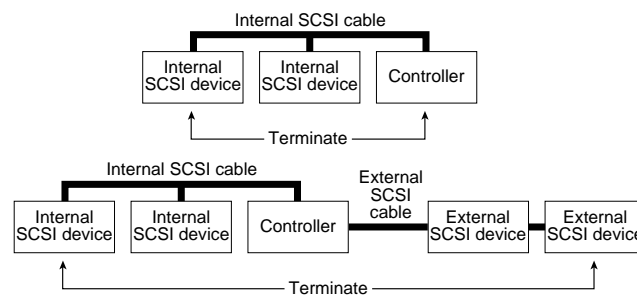 Internal SCSI cable
Internal
SCSI device
Internal
SCSI device
Controller
Terminate
Internal SCSI cable
External
SCSI
cable
Internal
SCSI device
Internal
SCSI device
Controller
External
SCSI device
External
SCSI device
Terminate